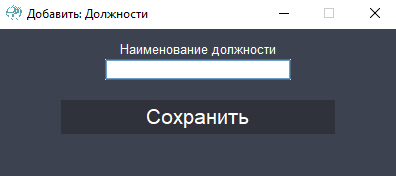 Добавить: Должности
Наименование должности
Сохранить